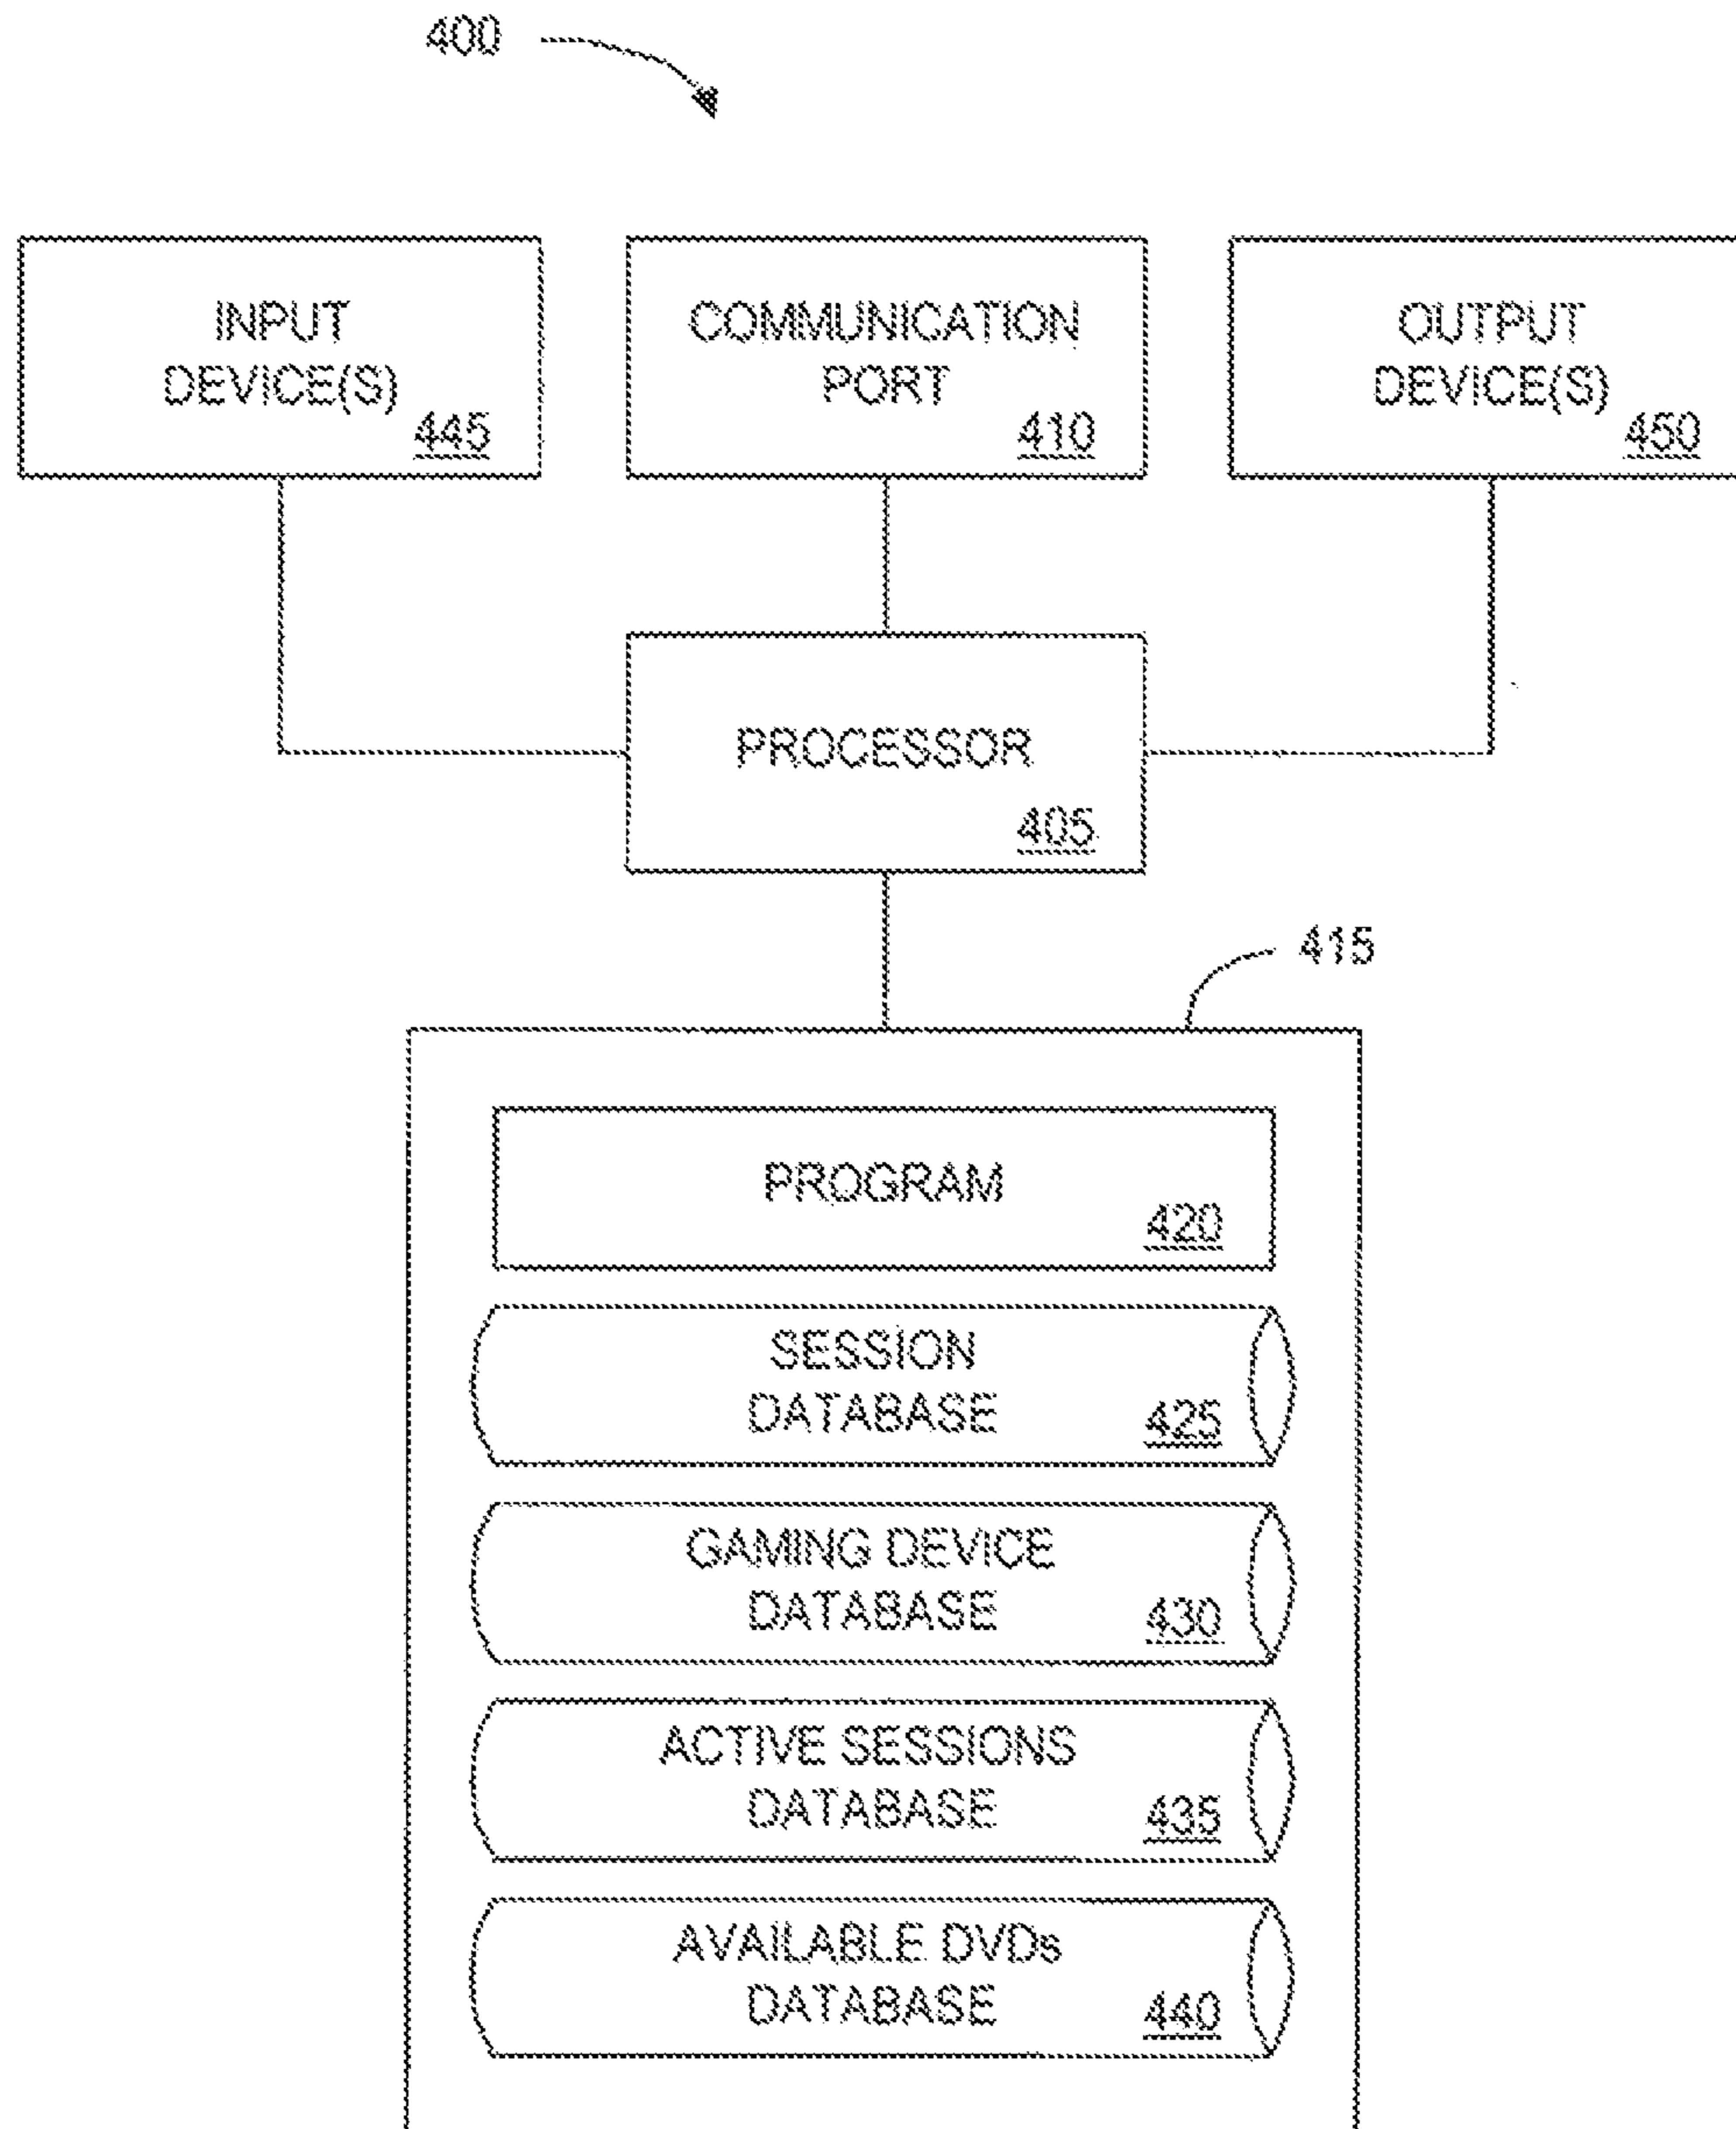 400
INPUT
DEVICE(S)
445
COMMUNICATION
PORT
410
OUTPUT
DEVICE(S)
450
PROCESSOR
405
415
PROGRAM
420
SESSION
DATABASE
425
GAMING DEVICE
DATABASE
430
ACTIVE SESSIONS
DATABASE
435
AVAILABLE DVDs
DATABASE
440